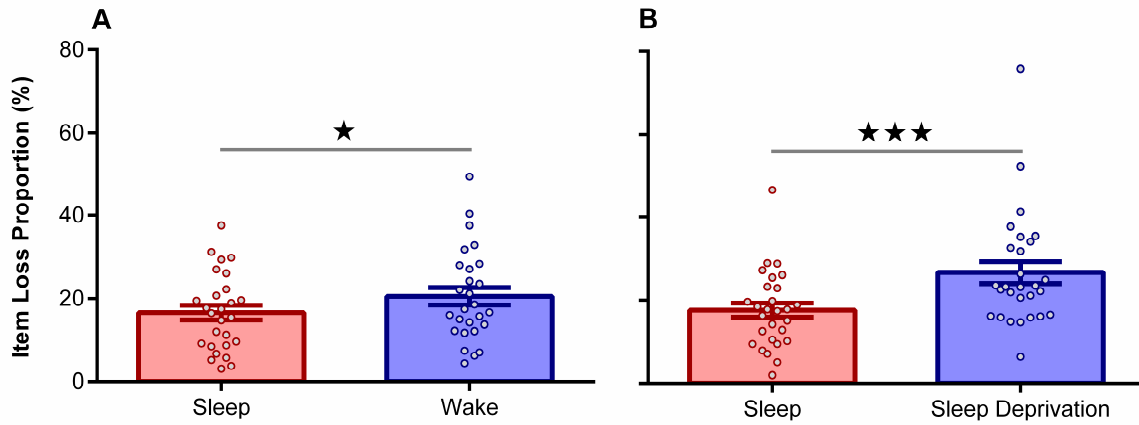 A
B
Item Loss Proportion (%)
80
60
40
20
0
Sleep
Wake
Sleep
Sleep Deprivation